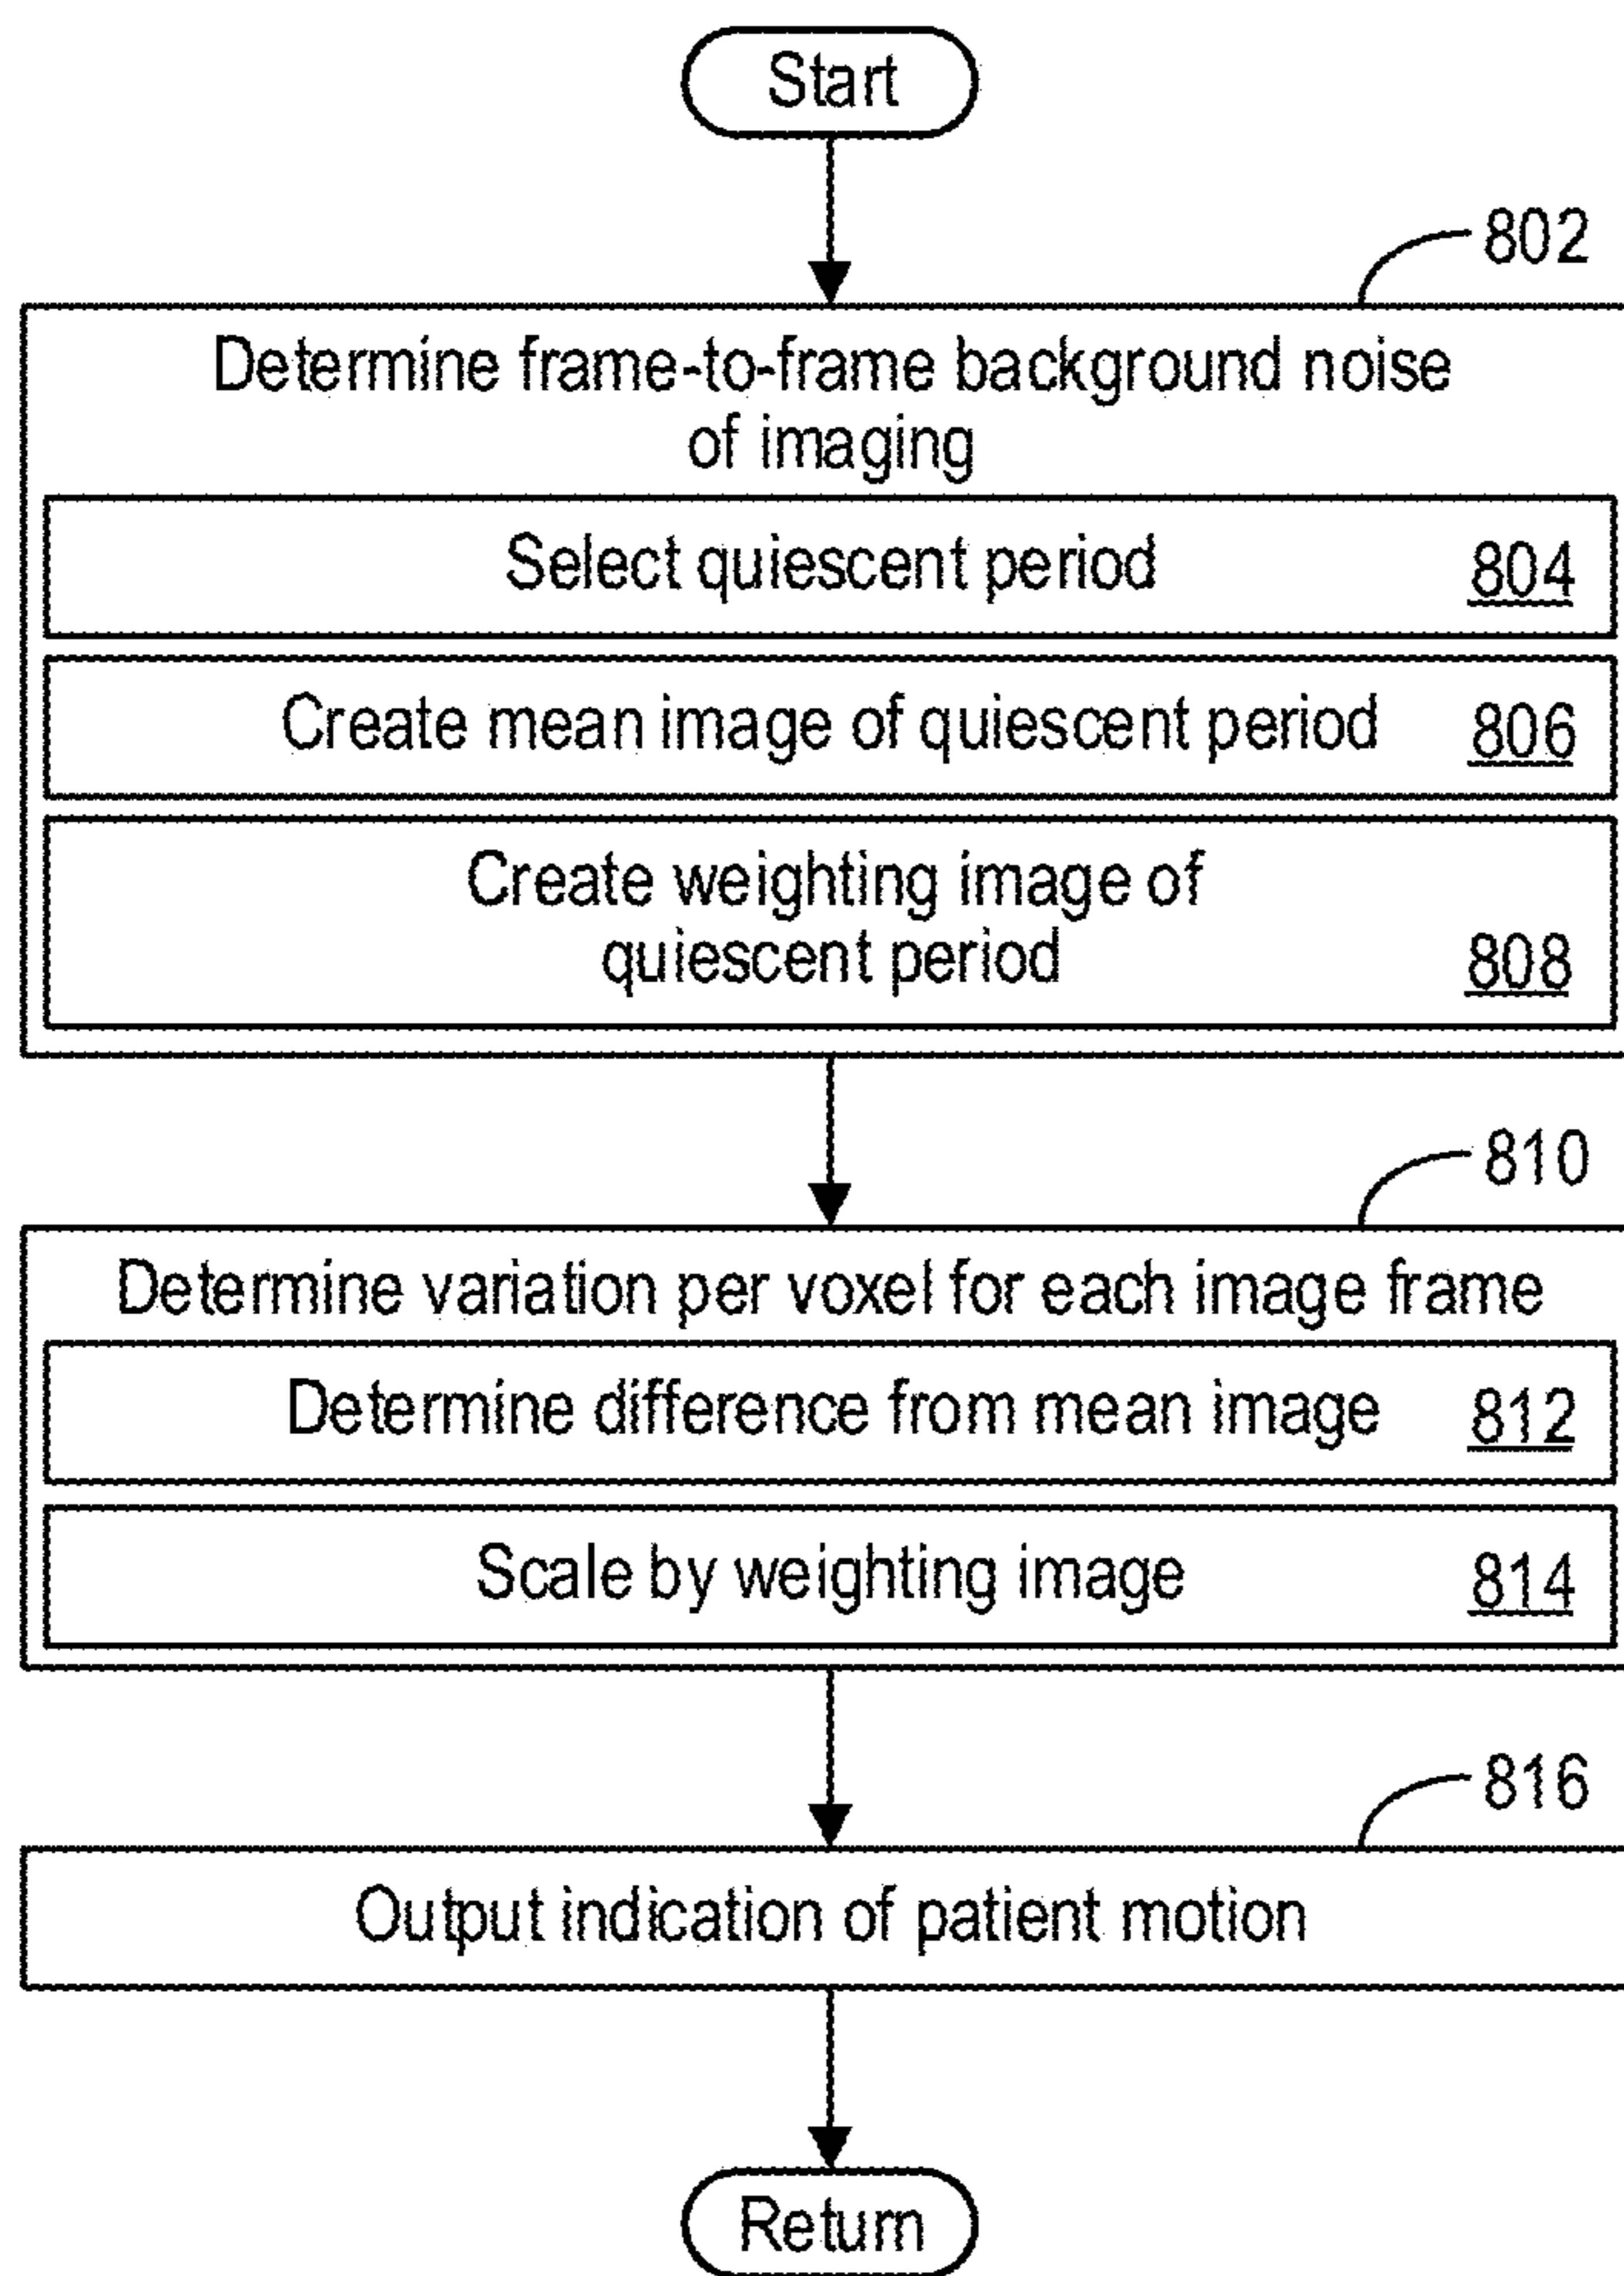 Start
802
Determine frame-to-frame background noise
of imaging
Select quiescent period 804
Create mean image of quiescent period 806
Create weighting image of
quiescent period 808
810
Determine variation per voxel for each image frame
Determine difference from mean image 812
Scale by weighting image 814
816
Output indication of patient motion
Return